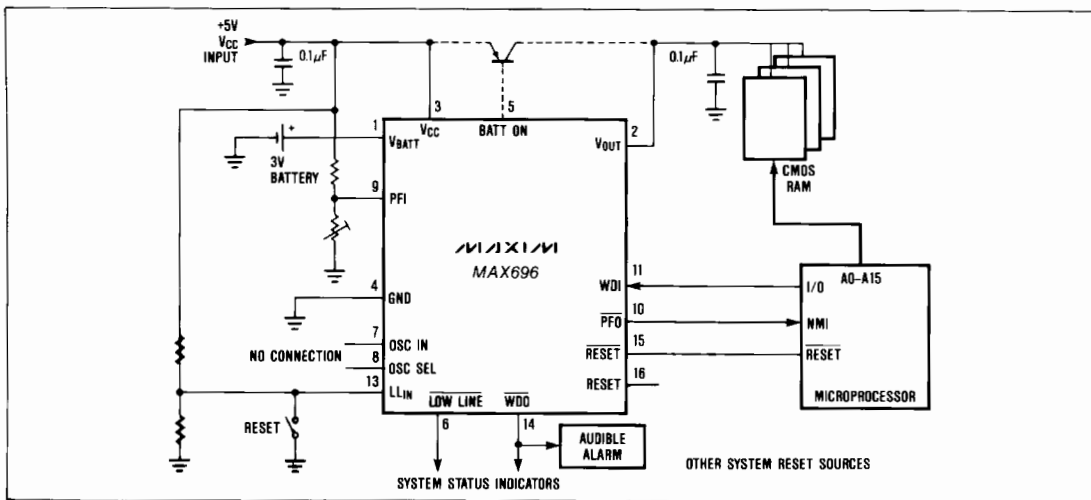 +5V
VCC
INPUT
0.1µF
0.1µF
3
5
VCC
BATT ON
1
VBATT
2
VOUT
3V
BATTERY
CMOS
RAM
9
PFI
MAXIM
MAX696
A0-A15
4
GND
11
WDI
I/O
10
PFO
NMI
7
OSC IN
NO CONNECTION
8
OSC SEL
15
RESET
RESET
13
LLIN
16
RESET
MICROPROCESSOR
LOW LINE
WDO
RESET
6
14
AUDIBLE
ALARM
OTHER SYSTEM RESET SOURCES
SYSTEM STATUS INDICATORS